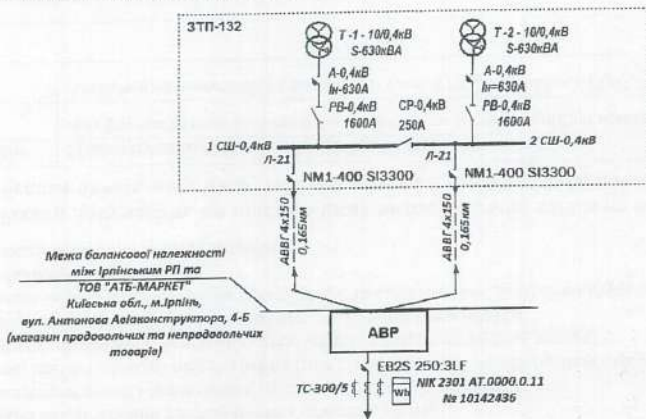 ЗТП-132
Т-1 - 10/0,4кВ
S-630кВА
Т-2 - 10/0,4кВ
S-630кВА
А-0,4кВ
Ін-630А
А-0,4кВ
Ін=630А
РВ-0,4кВ
1600А
СР-0,4кВ
250А
РВ-0,4кВ
1600А
1 СШ-0,4кВ
2 СШ-0,4кВ
Л-21
Л-21
NM1-400 SI3300
NM1-400 SI3300
АВВГ 4x150
0,165км
АВВГ 4x150
0,165км
Межа балансової належності
між Ірпінським РП та
ТОВ "АТБ-МАРКЕТ"
Київська обл., м.Ірпінь,
вул. Антонова Авіаконструктора, 4-Б
(магазин продовольчих та непродовольчих
товарів)
АВР
EB2S 250:3LF
ТС-300/5
Wh
NIK 2301 AT.0000.0.11
№ 10142436